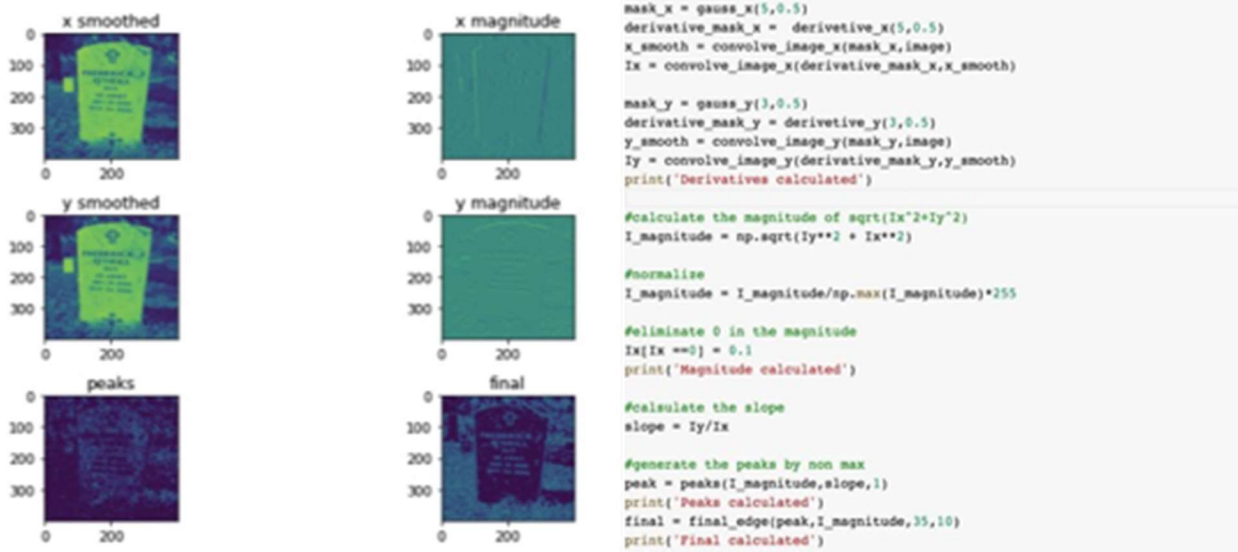 x smoothed
0
100
200
300
0
200
x magnitude
0
100
200
300
0
200
y smoothed
0
100
200
300
0
200
y magnitude
0
100
200
300
0
200
peaks
0
100
200
300
0
200
final
0
100
200
300
0
200
mask_x = gauss_x(5,0.5)
derivative_mask_x =  derivetive_x(5,0.5)
x_smooth = convolve_image_x(mask_x,image)
Ix = convolve_image_x(derivative_mask_x,x_smooth)
mask_y = gauss_y(3,0.5)
derivative_mask_y = derivetive_y(3,0.5)
y_smooth = convolve_image_y(mask_y,image)
Iy = convolve_image_y(derivative_mask_y,y_smooth)
print('Derivatives calculated')
#calculate the magnitude of sqrt(Ix^2+Iy^2)
I_magnitude = np.sqrt(Iy**2 + Ix**2)
#normalize
I_magnitude = I_magnitude/np.max(I_magnitude)*255
#eliminate 0 in the magnitude
Ix[Ix ==0] = 0.1
print('Magnitude calculated')
#calsulate the slope
slope = Iy/Ix
#generate the peaks by non max
peak = peaks(I_magnitude,slope,1)
print('Peaks calculated')
final = final_edge(peak,I_magnitude,35,10)
print('Final calculated')